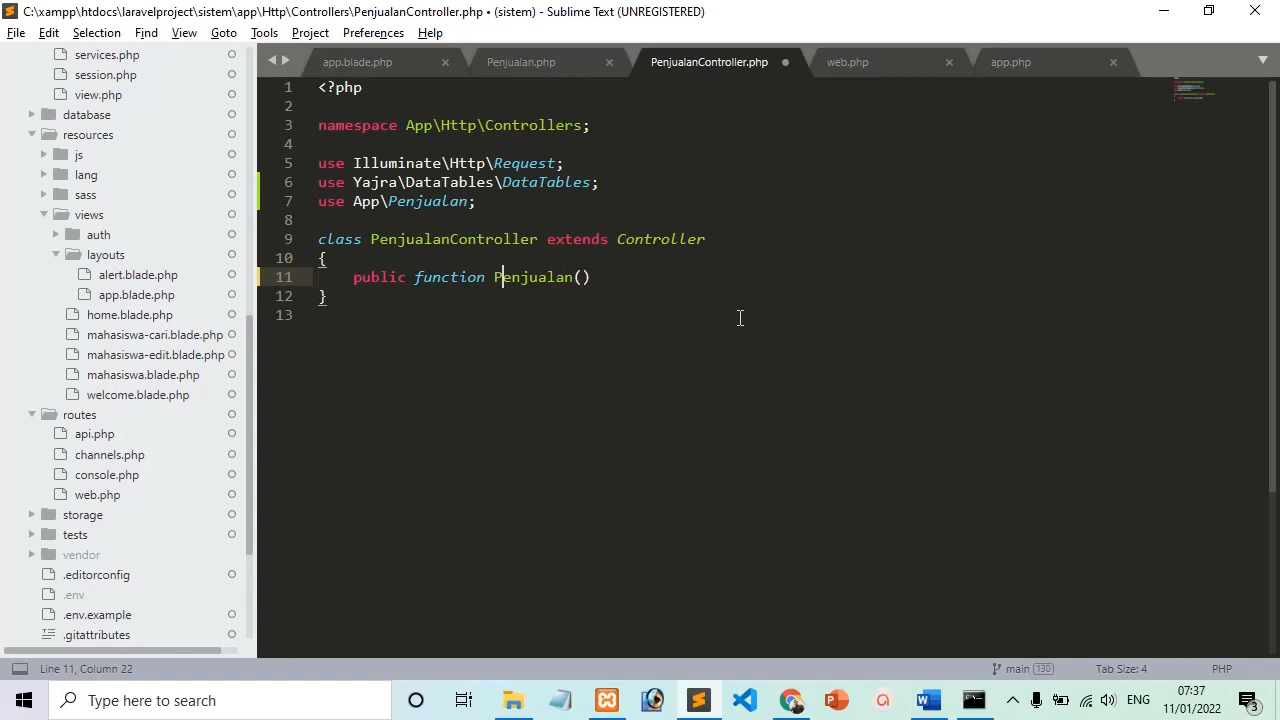 C:\xampp\htdocs\laravelproject\sistem\app\Http\Controllers\PenjualanController.php • (sistem) - Sublime Text (UNREGISTERED)
File Edit Selection Find View Goto Tools Project Preferences Help
services.php
session.php
view.php
database
resources
js
lang
sass
views
auth
layouts
alert.blade.php
app.blade.php
home.blade.php
mahasiswa-cari.blade.php
mahasiswa-edit.blade.php
mahasiswa.blade.php
welcome.blade.php
routes
api.php
channels.php
console.php
web.php
storage
tests
vendor
.editorconfig
.env
.env.example
.gitattributes
app.blade.php Penjualan.php PenjualanController.php web.php app.php
1 <?php
2
3 namespace App\Http\Controllers;
4
5 use Illuminate\Http\Request;
6 use Yajra\DataTables\DataTables;
7 use App\Penjualan;
8
9 class PenjualanController extends Controller
10 {
11 public function Penjualan()
12 }
13
Line 11, Column 22 main 130 Tab Size: 4 PHP
Type here to search
ENG
07:37
11/01/2022
3